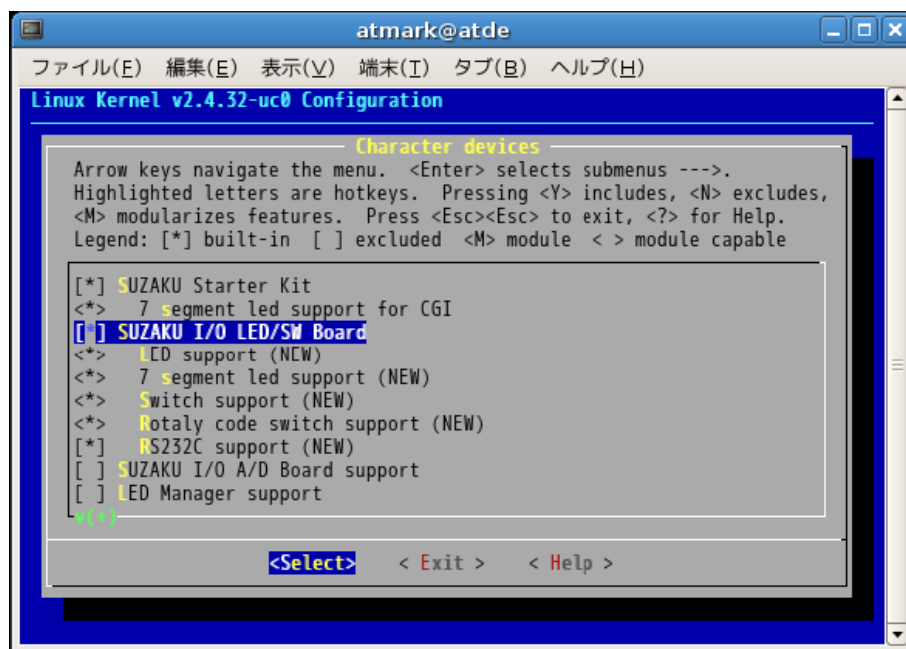 atmark@atde
ファイル(F) 編集(E) 表示(V) 端末(T) タブ(B) ヘルプ(H)
Linux Kernel v2.4.32-uc0 Configuration
Character devices
Arrow keys navigate the menu. <Enter> selects submenus --->.
Highlighted letters are hotkeys. Pressing <Y> includes, <N> excludes,
<M> modularizes features. Press <Esc><Esc> to exit, <?> for Help.
Legend: [*] built-in [ ] excluded <M> module < > module capable
[*] SUZAKU Starter Kit
<*> 7 segment led support for CGI
[*] SUZAKU I/O LED/SW Board
<*> LED support (NEW)
<*> 7 segment led support (NEW)
<*> Switch support (NEW)
<*> Rotaly code switch support (NEW)
[*] RS232C support (NEW)
[ ] SUZAKU I/O A/D Board support
[ ] LED Manager support
v(+)
<Select> < Exit > < Help >